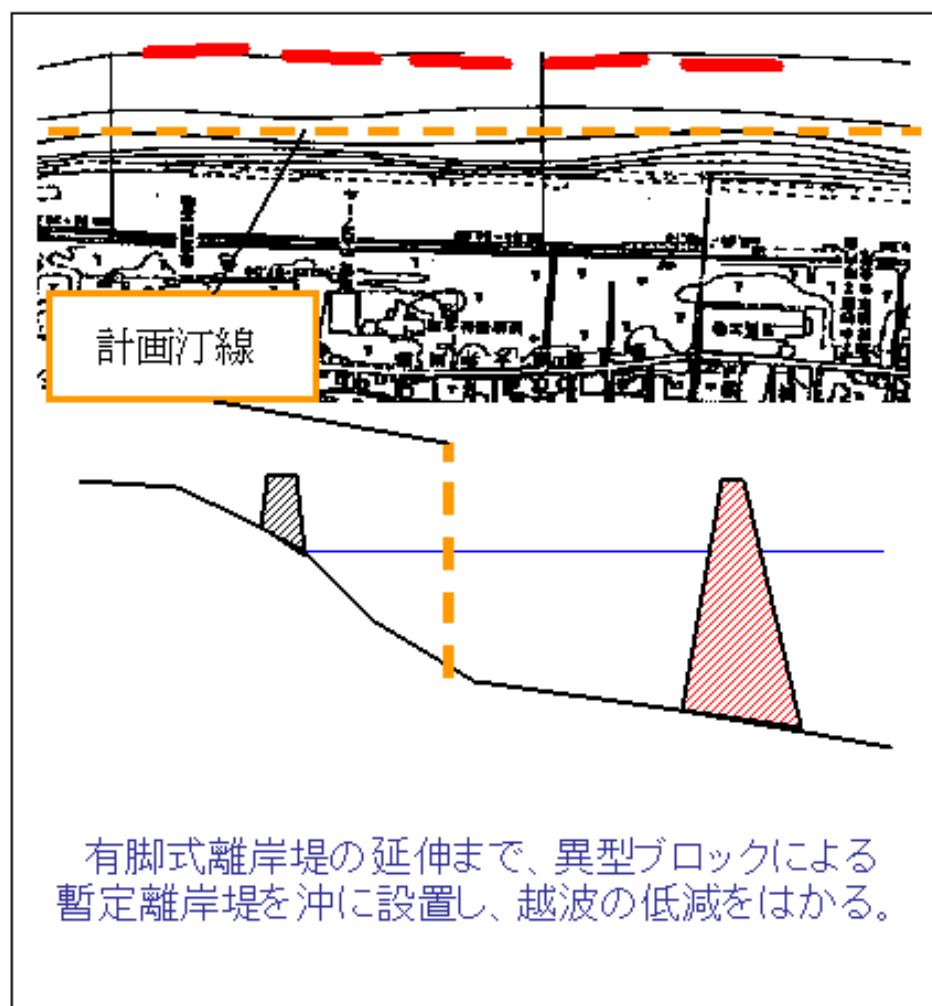 計画汀線
有脚式離岸堤の延伸まで、異型ブロックによる
暫定離岸堤を沖に設置し、越波の低減をはかる。